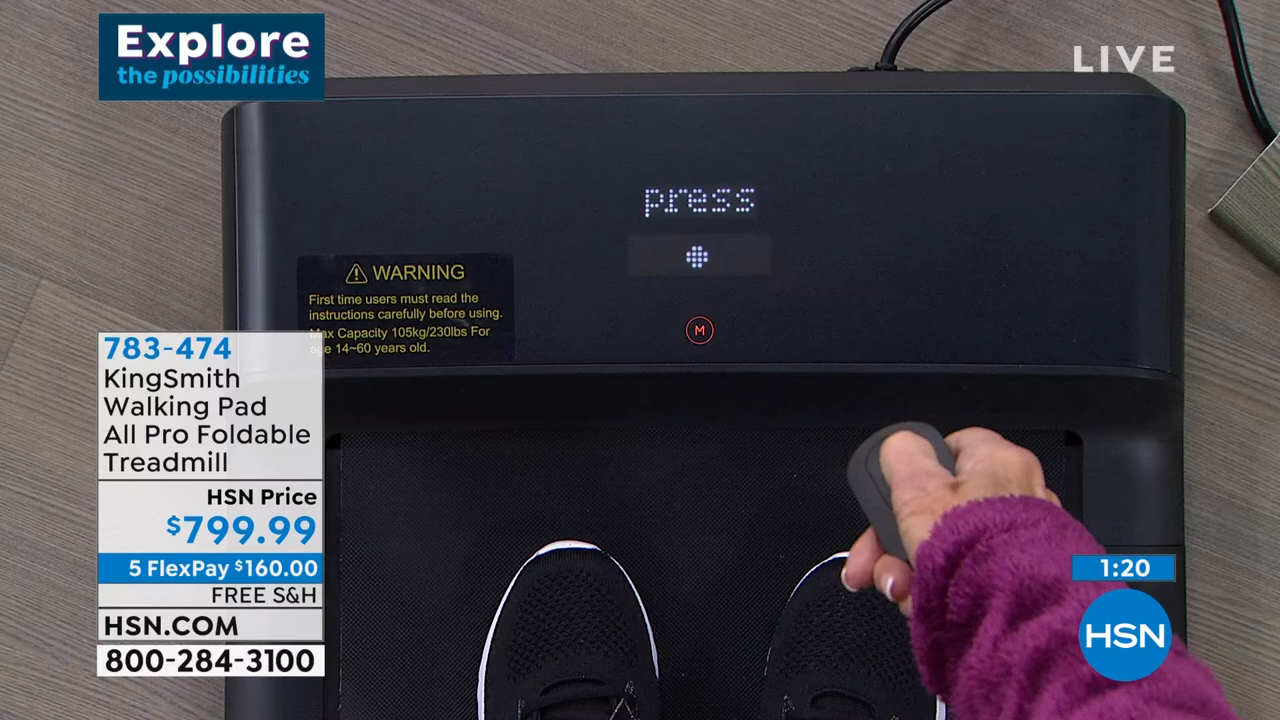 Explore
the possibilities
LIVE
press
WARNING
First time users must read the
instructions carefully before using.
Max Capacity 105kg/230lbs For
age 14~60 years old.
M
783-474
KingSmith
Walking Pad
All Pro Foldable
Treadmill
HSN Price
$799.99
5 FlexPay $160.00
FREE S&H
HSN.COM
800-284-3100
1:20
HSN